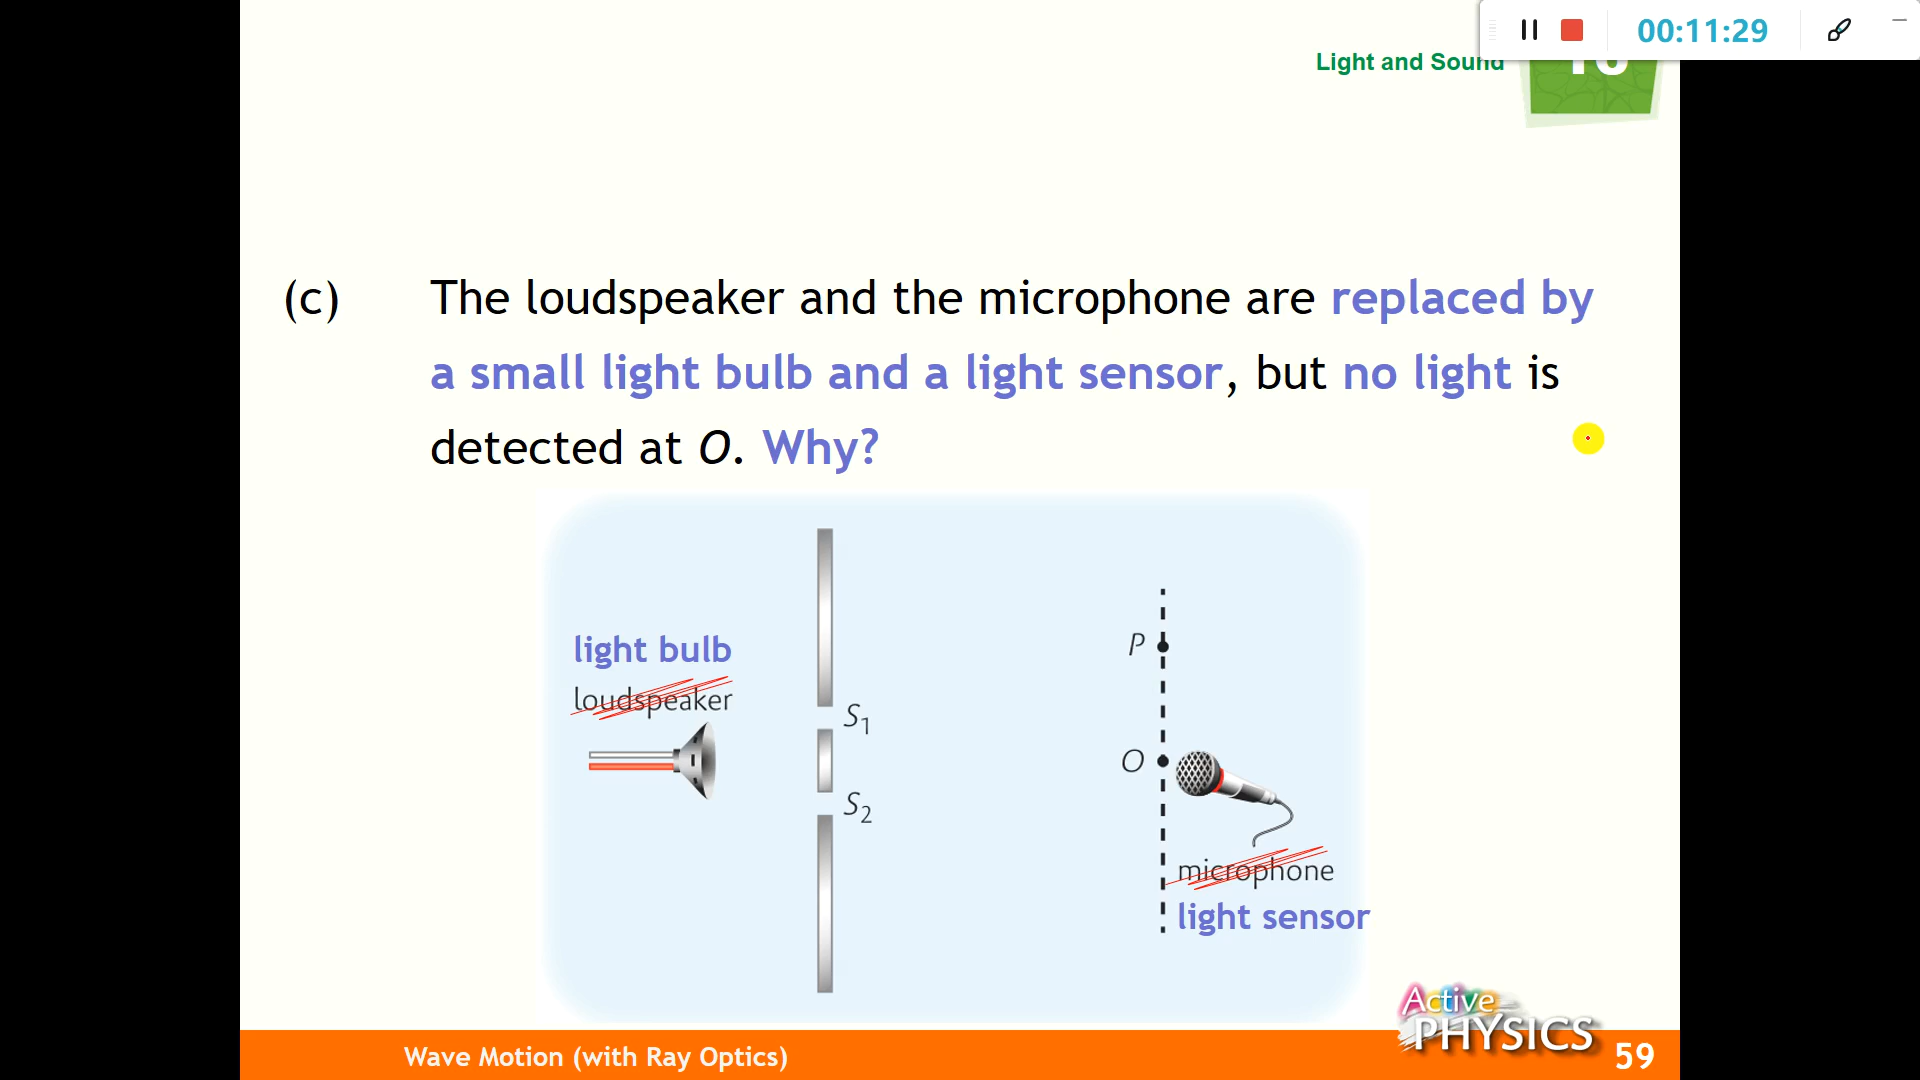 00:11:29
Light and Sound
(c) The loudspeaker and the microphone are replaced by
a small light bulb and a light sensor, but no light is
detected at O. Why?
light bulb
loudspeaker
P
S1
O
S2
microphone
light sensor
Active
PHYSICS
Wave Motion (with Ray Optics)
59